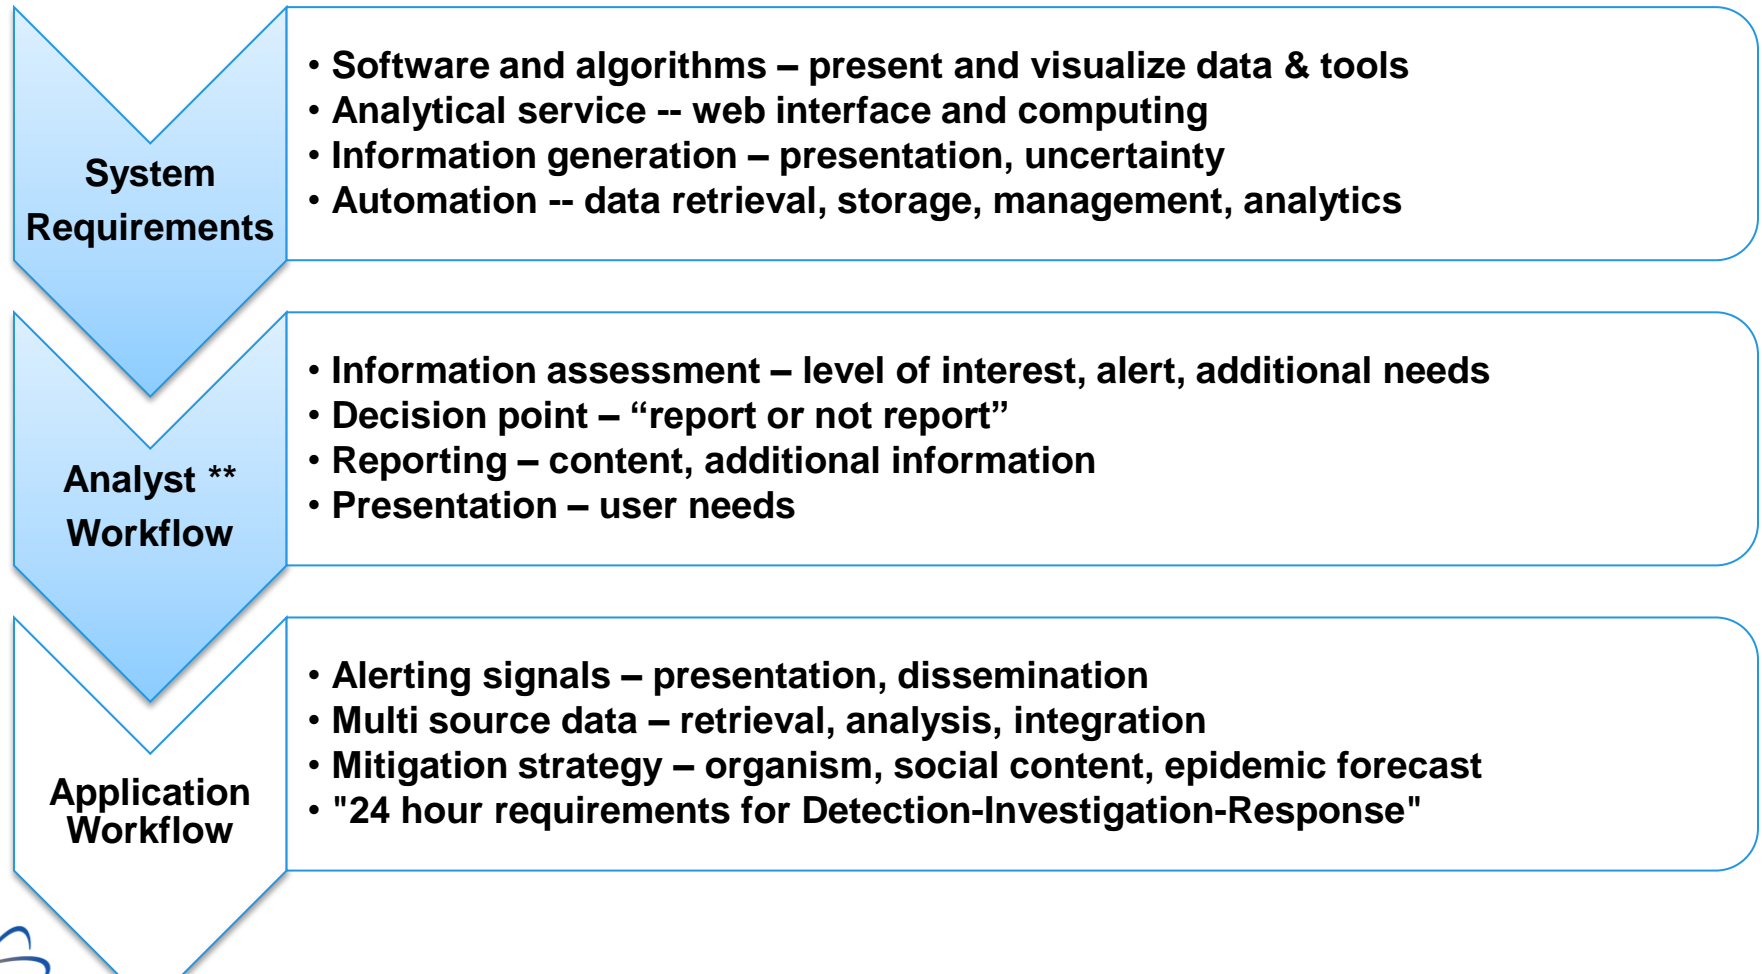 System
Requirements
• Software and algorithms – present and visualize data & tools
• Analytical service -- web interface and computing
• Information generation – presentation, uncertainty
• Automation -- data retrieval, storage, management, analytics
Analyst **
Workflow
• Information assessment – level of interest, alert, additional needs
• Decision point – “report or not report”
• Reporting – content, additional information
• Presentation – user needs
Application
Workflow
• Alerting signals – presentation, dissemination
• Multi source data – retrieval, analysis, integration
• Mitigation strategy – organism, social content, epidemic forecast
• "24 hour requirements for Detection-Investigation-Response"